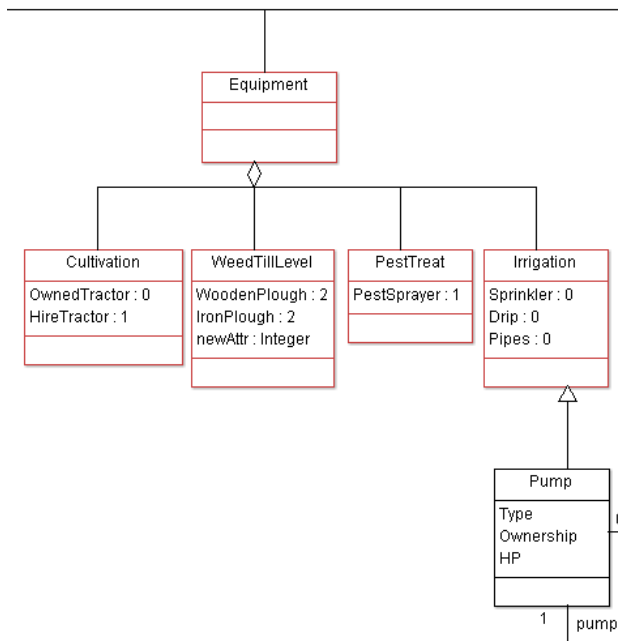 Equipment
Cultivation
OwnedTractor : 0
HireTractor : 1
WeedTillLevel
WoodenPlough : 2
IronPlough : 2
newAttr : Integer
PestTreat
PestSprayer : 1
Irrigation
Sprinkler : 0
Drip : 0
Pipes : 0
Pump
Type
Ownership
HP
1
pump